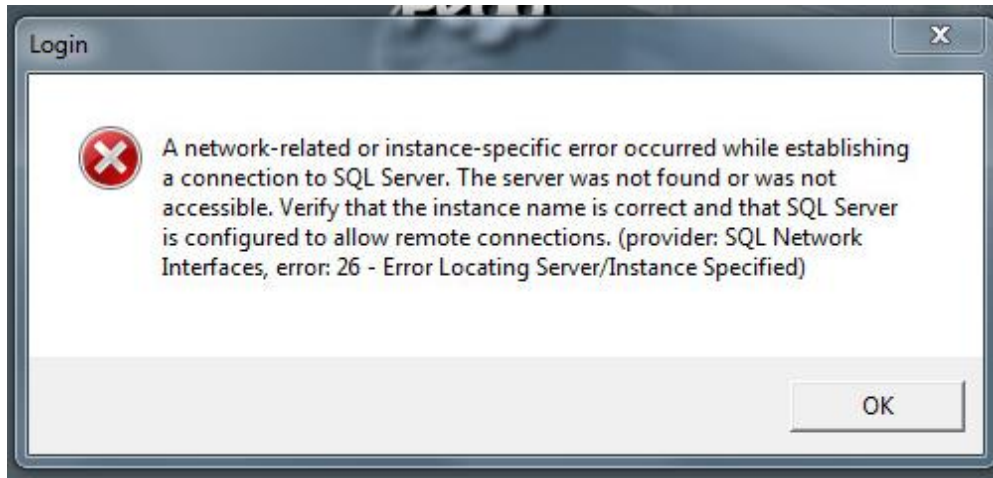 Login
A network-related or instance-specific error occurred while establishing
a connection to SQL Server. The server was not found or was not
accessible. Verify that the instance name is correct and that SQL Server
is configured to allow remote connections. (provider: SQL Network
Interfaces, error: 26 - Error Locating Server/Instance Specified)
OK